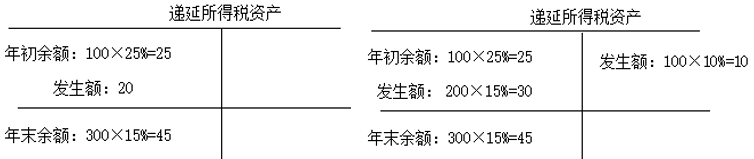 递延所得税资产
年初余额：100×25%=25
发生额：20
年末余额：300×15%=45
递延所得税资产
年初余额：100×25%=25
发生额：100×10%=10
发生额： 200×15%=30
年末余额：300×15%=45